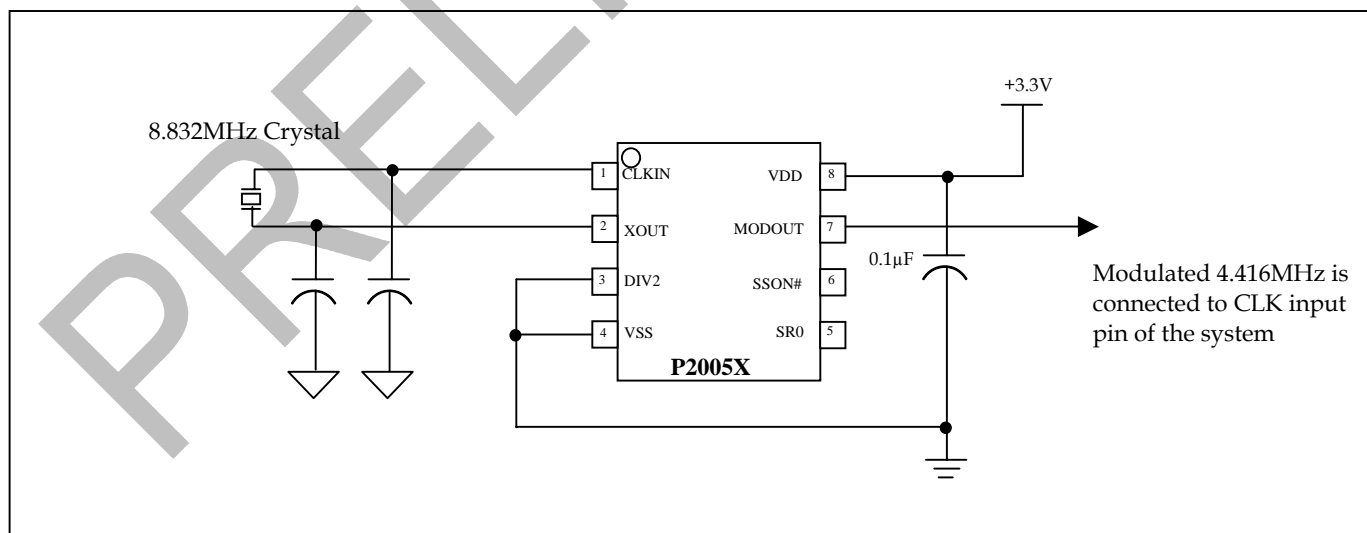 PREL
+3.3V
8.832MHz Crystal
1 CLKIN
2 XOUT
3 DIV2
4 VSS
VDD 8
MODOUT 7
SSON# 6
SR0 5
P2005X
0.1µF
Modulated 4.416MHz is
connected to CLK input
pin of the system